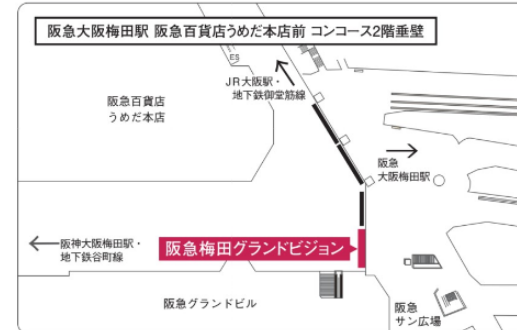 阪急大阪梅田駅 阪急百貨店うめだ本店前 コンコース2階垂壁
ES
JR大阪駅・
地下鉄御堂筋線
阪急百貨店
うめだ本店
阪急
大阪梅田駅
阪神大阪梅田駅・
地下鉄谷町線
阪急梅田グランドビジョン
阪急グランドビル
阪急
サン広場